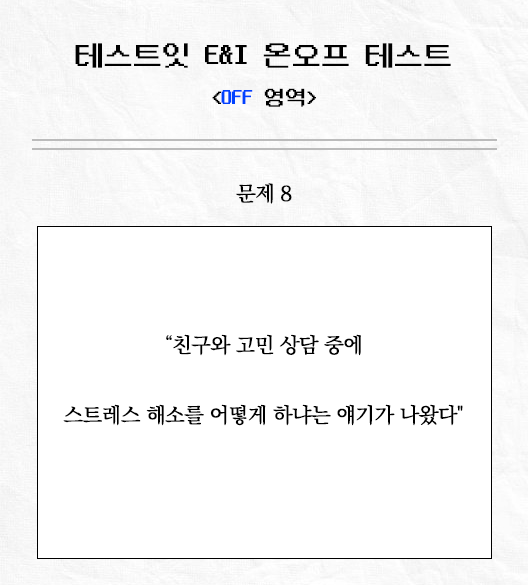 테스트잇 E&I 온오프 테스트
<OFF 영역>
문제 8
“친구와 고민 상담 중에
스트레스 해소를 어떻게 하냐는 얘기가 나왔다"